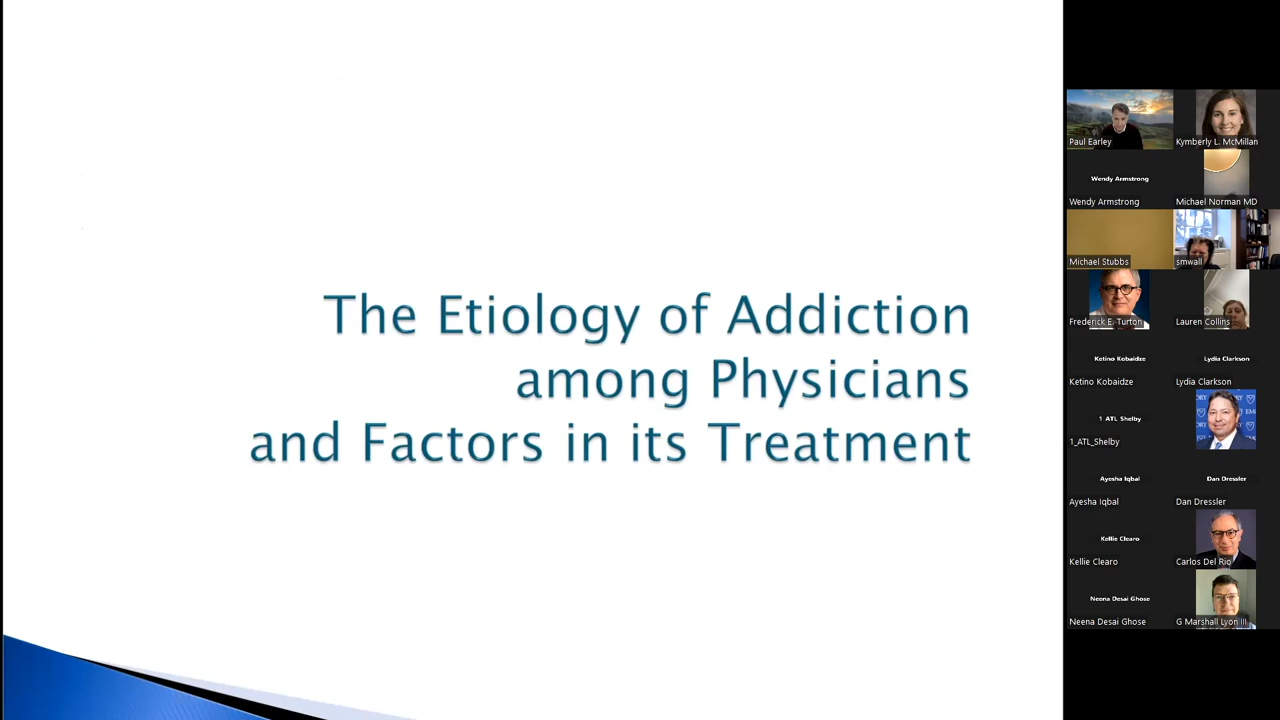 The Etiology of Addiction
among Physicians
and Factors in its Treatment
Paul Earley
Kymberly L. McMillan
Wendy Armstrong
Wendy Armstrong
Michael Norman MD
Michael Stubbs
smwall
Frederick E. Turton
Lauren Collins
Ketino Kobaidze
Lydia Clarkson
Ketino Kobaidze
Lydia Clarkson
1_ATL_Shelby
1_ATL_Shelby
Ayesha Iqbal
Dan Dressler
Ayesha Iqbal
Dan Dressler
Kellie Clearo
Kellie Clearo
Carlos Del Rio
Neena Desai Ghose
Neena Desai Ghose
G Marshall Lyon III